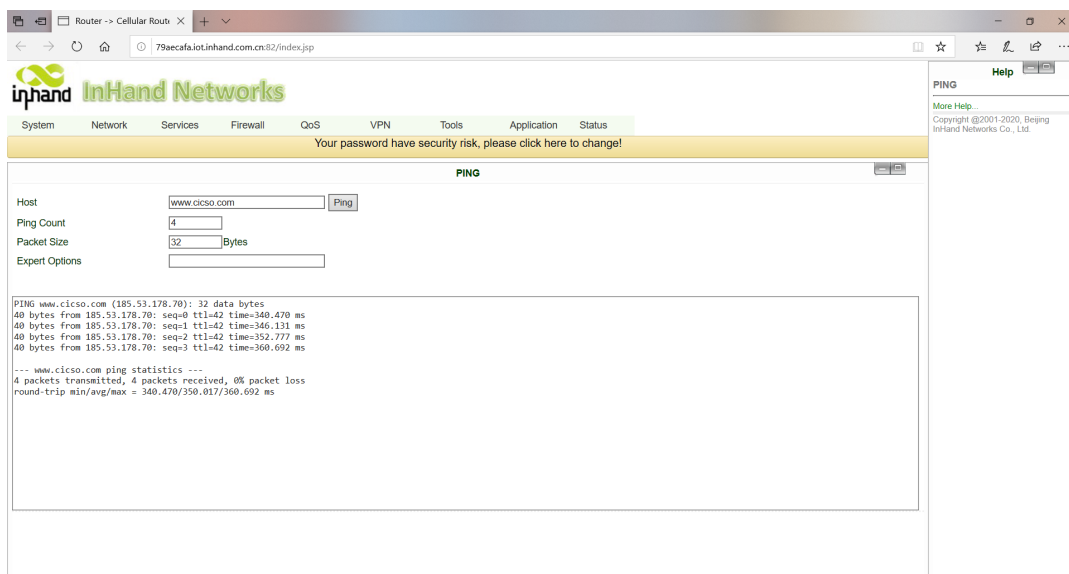 Router -> Cellular Route
79aecafa.iot.inhand.com.cn:82/index.jsp
inhand InHand Networks
System Network Services Firewall QoS VPN Tools Application Status
Your password have security risk, please click here to change!
PING
Host www.cicso.com Ping
Ping Count 4
Packet Size 32 Bytes
Expert Options
PING www.cicso.com (185.53.178.70): 32 data bytes
40 bytes from 185.53.178.70: seq=0 ttl=42 time=340.470 ms
40 bytes from 185.53.178.70: seq=1 ttl=42 time=346.131 ms
40 bytes from 185.53.178.70: seq=2 ttl=42 time=352.777 ms
40 bytes from 185.53.178.70: seq=3 ttl=42 time=360.692 ms
--- www.cicso.com ping statistics ---
4 packets transmitted, 4 packets received, 0% packet loss
round-trip min/avg/max = 340.470/350.017/360.692 ms
Help
PING
More Help...
Copyright @2001-2020, Beijing
InHand Networks Co., Ltd.